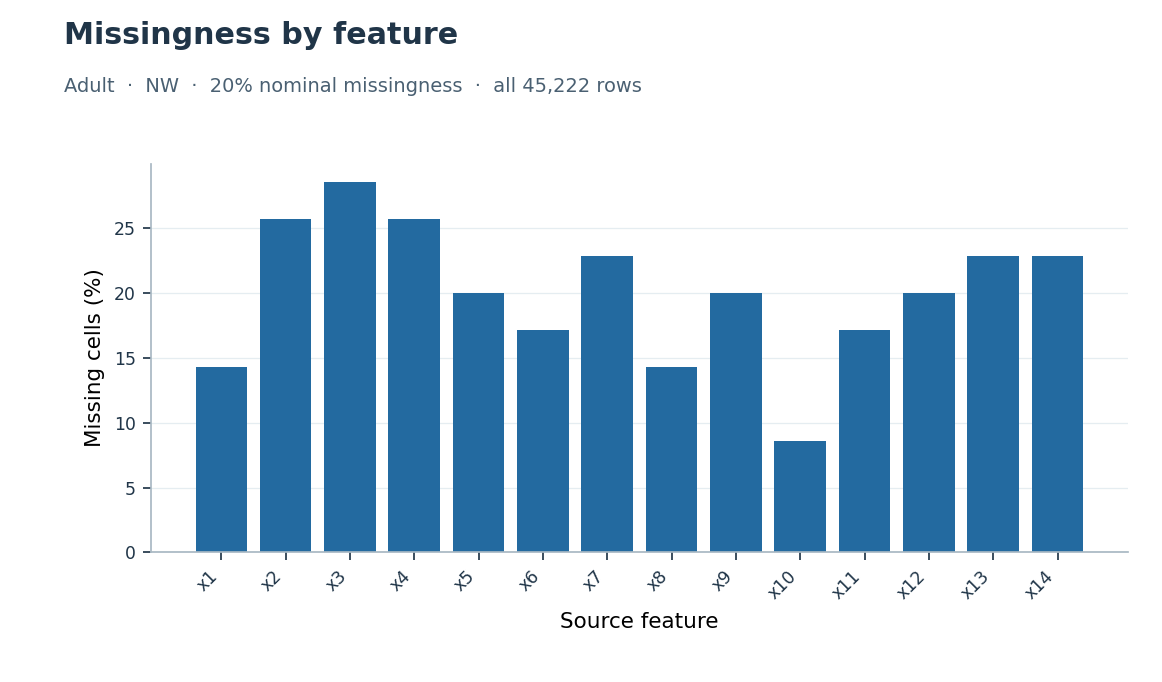 Missingness by feature
Adult · NW · 20% nominal missingness · all 45,222 rows
Missing cells (%)
25
20
15
10
5
0
x1 x2 x3 x4 x5 x6 x7 x8 x9 x10 x11 x12 x13 x14
Source feature